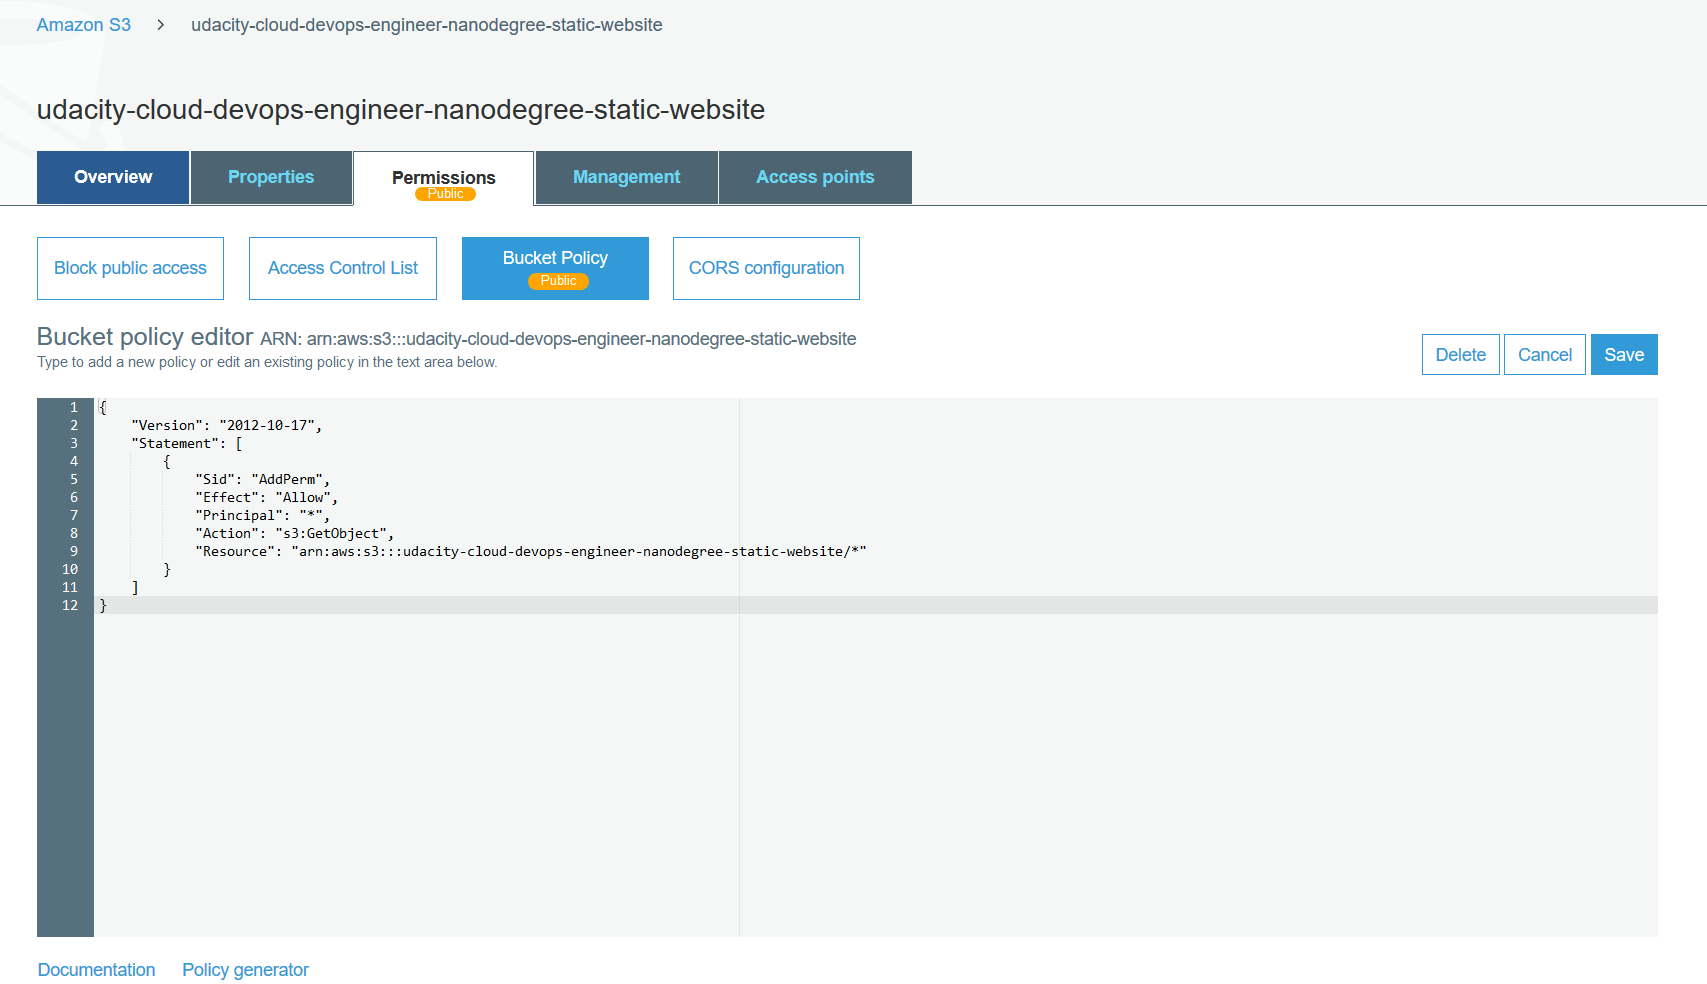 Amazon S3 > udacity-cloud-devops-engineer-nanodegree-static-website
udacity-cloud-devops-engineer-nanodegree-static-website
Overview Properties Permissions Management Access points
Public
Block public access Access Control List Bucket Policy CORS configuration
Public
Bucket policy editor ARN: arn:aws:s3:::udacity-cloud-devops-engineer-nanodegree-static-website
Type to add a new policy or edit an existing policy in the text area below.
Delete Cancel Save
1 {
2     "Version": "2012-10-17",
3     "Statement": [
4         {
5             "Sid": "AddPerm",
6             "Effect": "Allow",
7             "Principal": "*",
8             "Action": "s3:GetObject",
9             "Resource": "arn:aws:s3:::udacity-cloud-devops-engineer-nanodegree-static-website/*"
10         }
11     ]
12 }
Documentation Policy generator